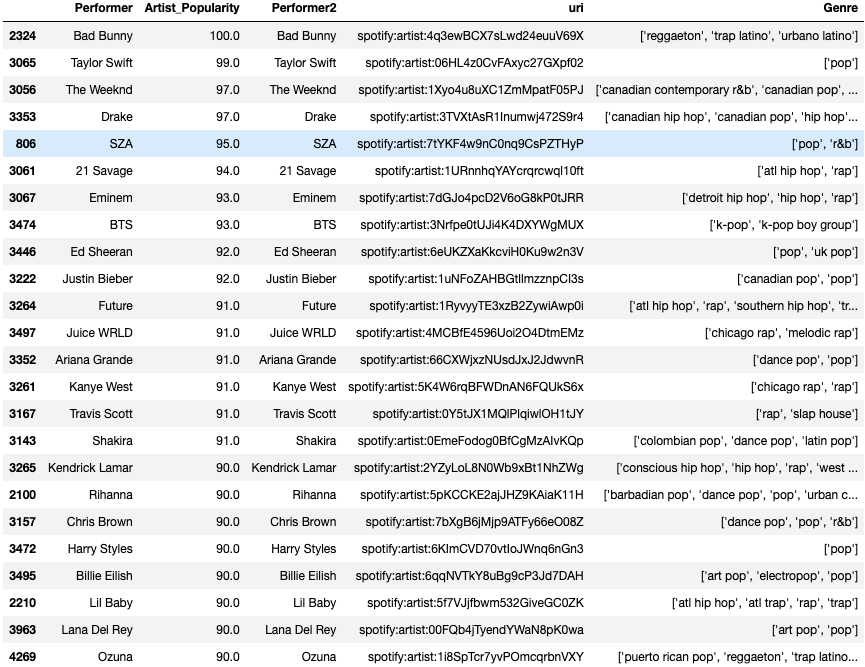 Performer Artist_Popularity Performer2 uri Genre
2324 Bad Bunny 100.0 Bad Bunny spotify:artist:4q3ewBCX7sLwd24euuV69X ['reggaeton', 'trap latino', 'urbano latino']
3065 Taylor Swift 99.0 Taylor Swift spotify:artist:06HL4z0CvFAxyc27GXpf02 ['pop']
3056 The Weeknd 97.0 The Weeknd spotify:artist:1Xyo4u8uXC1ZmMpatF05PJ ['canadian contemporary r&b', 'canadian pop', ...
3353 Drake 97.0 Drake spotify:artist:3TVXtAsR1Inumwj472S9r4 ['canadian hip hop', 'canadian pop', 'hip hop'...
806 SZA 95.0 SZA spotify:artist:7tYKF4w9nC0nq9CsPZTHyP ['pop', 'r&b']
3061 21 Savage 94.0 21 Savage spotify:artist:1URnnhqYAYcrqrcwql10ft ['atl hip hop', 'rap']
3067 Eminem 93.0 Eminem spotify:artist:7dGJo4pcD2V6oG8kP0tJRR ['detroit hip hop', 'hip hop', 'rap']
3474 BTS 93.0 BTS spotify:artist:3Nrfpe0tUJi4K4DXYWgMUX ['k-pop', 'k-pop boy group']
3446 Ed Sheeran 92.0 Ed Sheeran spotify:artist:6eUKZXaKkcviH0Ku9w2n3V ['pop', 'uk pop']
3222 Justin Bieber 92.0 Justin Bieber spotify:artist:1uNFoZAHBGtlmzznpCI3s ['canadian pop', 'pop']
3264 Future 91.0 Future spotify:artist:1RyvyyTE3xzB2ZywiAwp0i ['atl hip hop', 'rap', 'southern hip hop', 'tr...
3497 Juice WRLD 91.0 Juice WRLD spotify:artist:4MCBfE4596Uoi2O4DtmEMz ['chicago rap', 'melodic rap']
3352 Ariana Grande 91.0 Ariana Grande spotify:artist:66CXWjxzNUsdJxJ2JdwvnR ['dance pop', 'pop']
3261 Kanye West 91.0 Kanye West spotify:artist:5K4W6rqBFWDnAN6FQUkS6x ['chicago rap', 'rap']
3167 Travis Scott 91.0 Travis Scott spotify:artist:0Y5tJX1MQlPlqiwlOH1tJY ['rap', 'slap house']
3143 Shakira 91.0 Shakira spotify:artist:0EmeFodog0BfCgMzAIvKQp ['colombian pop', 'dance pop', 'latin pop']
3265 Kendrick Lamar 90.0 Kendrick Lamar spotify:artist:2YZyLoL8N0Wb9xBt1NhZWg ['conscious hip hop', 'hip hop', 'rap', 'west ...
2100 Rihanna 90.0 Rihanna spotify:artist:5pKCCKE2ajJHZ9KAiaK11H ['barbadian pop', 'dance pop', 'pop', 'urban c...
3157 Chris Brown 90.0 Chris Brown spotify:artist:7bXgB6jMjp9ATFy66eO08Z ['dance pop', 'pop', 'r&b']
3472 Harry Styles 90.0 Harry Styles spotify:artist:6KImCVD70vtIoJWnq6nGn3 ['pop']
3495 Billie Eilish 90.0 Billie Eilish spotify:artist:6qqNVTkY8uBg9cP3Jd7DAH ['art pop', 'electropop', 'pop']
2210 Lil Baby 90.0 Lil Baby spotify:artist:5f7VJjfbwm532GiveGC0ZK ['atl hip hop', 'atl trap', 'rap', 'trap']
3963 Lana Del Rey 90.0 Lana Del Rey spotify:artist:00FQb4jTyendYWaN8pK0wa ['art pop', 'pop']
4269 Ozuna 90.0 Ozuna spotify:artist:1i8SpTcr7yvPOmcqrbnVXY ['puerto rican pop', 'reggaeton', 'trap latino...